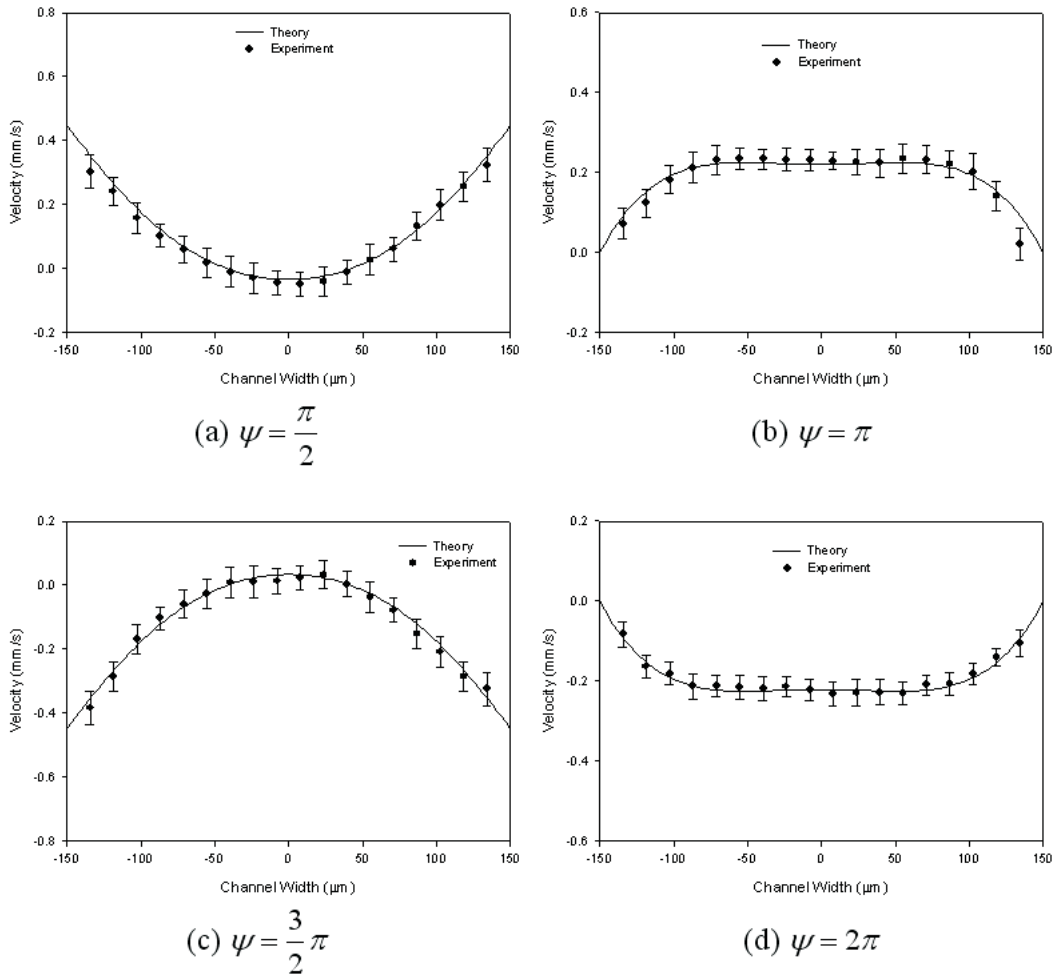 0.8
0.6
0.4
0.2
0.0
-0.2
Velocity (mm/s)
Theory
Experiment
-150 -100 -50 0 50 100 150
Channel Width (μm)
(a) ψ = π/2
0.6
0.4
0.2
0.0
-0.2
Velocity (mm/s)
Theory
Experiment
-150 -100 -50 0 50 100 150
Channel Width (μm)
(b) ψ = π
0.2
0.0
-0.2
-0.4
-0.6
-0.8
Velocity (mm/s)
Theory
Experiment
-150 -100 -50 0 50 100 150
Channel Width (μm)
(c) ψ = 3/2 π
0.2
0.0
-0.2
-0.4
-0.6
Velocity (mm/s)
Theory
Experiment
-150 -100 -50 0 50 100 150
Channel Width (μm)
(d) ψ = 2π